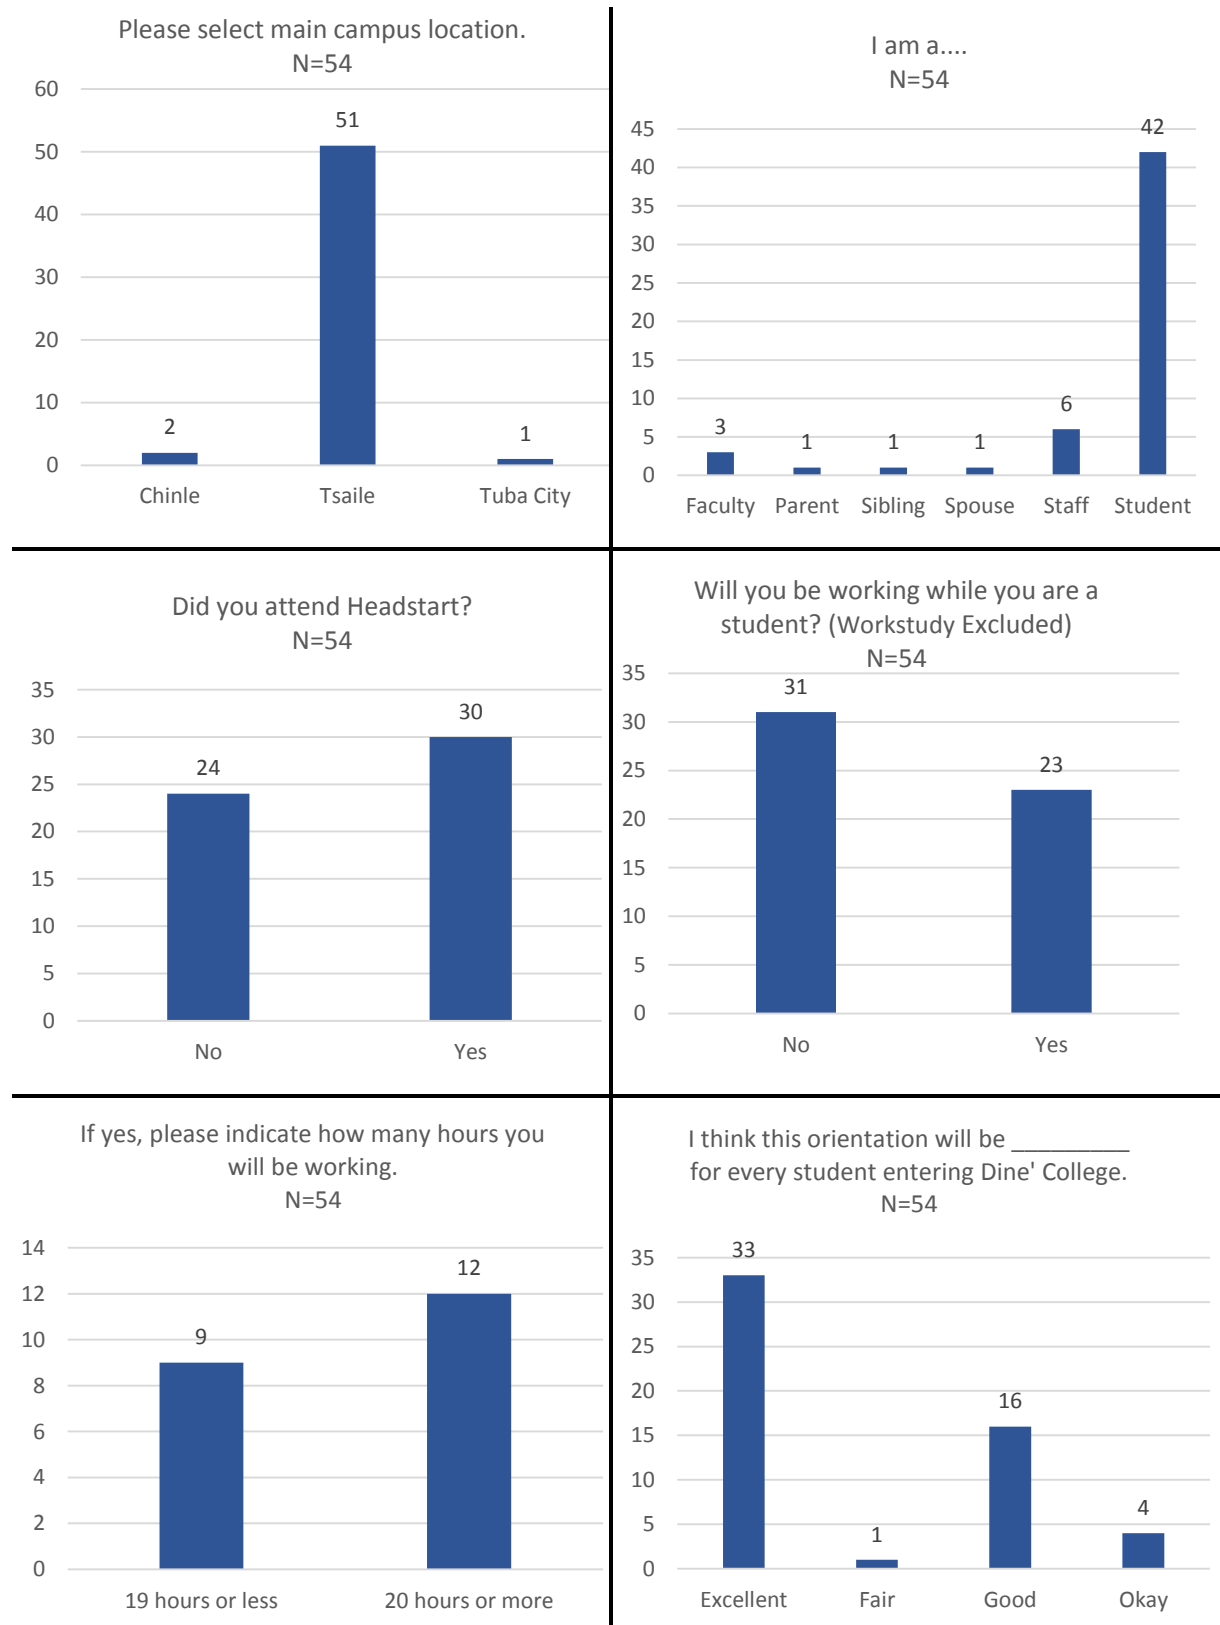 Please select main campus location.
N=54
60
50
40
30
20
10
0
2
51
1
Chinle
Tsaile
Tuba City
I am a....
N=54
45
40
35
30
25
20
15
10
5
0
3
1
1
1
6
42
Faculty
Parent
Sibling
Spouse
Staff
Student
Did you attend Headstart?
N=54
35
30
25
20
15
10
5
0
24
30
No
Yes
Will you be working while you are a
student? (Workstudy Excluded)
N=54
35
30
25
20
15
10
5
0
31
23
No
Yes
If yes, please indicate how many hours you
will be working.
N=54
14
12
10
8
6
4
2
0
9
12
19 hours or less
20 hours or more
I think this orientation will be _________
for every student entering Dine' College.
N=54
35
30
25
20
15
10
5
0
33
1
16
4
Excellent
Fair
Good
Okay